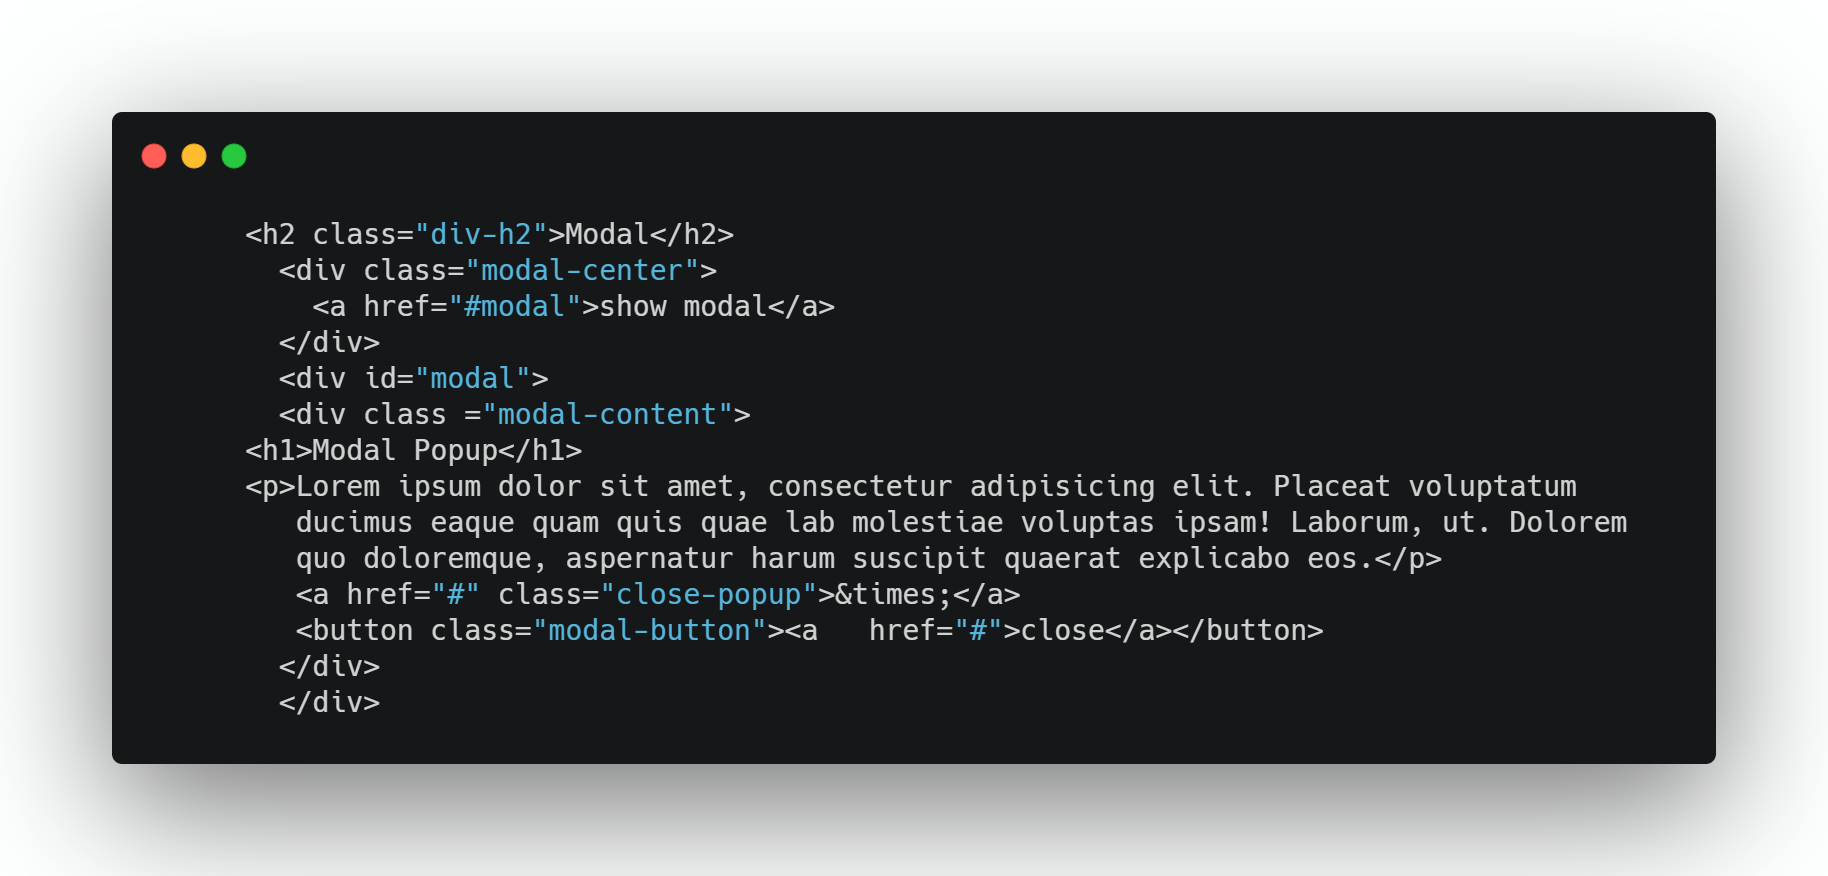 <h2 class="div-h2">Modal</h2>
<div class="modal-center">
<a href="#modal">show modal</a>
</div>
<div id="modal">
<div class ="modal-content">
<h1>Modal Popup</h1>
<p>Lorem ipsum dolor sit amet, consectetur adipisicing elit. Placeat voluptatum
ducimus eaque quam quis quae lab molestiae voluptas ipsam! Laborum, ut. Dolorem
quo doloremque, aspernatur harum suscipit quaerat explicabo eos.</p>
<a href="#" class="close-popup">&times;</a>
<button class="modal-button"><a   href="#">close</a></button>
</div>
</div>